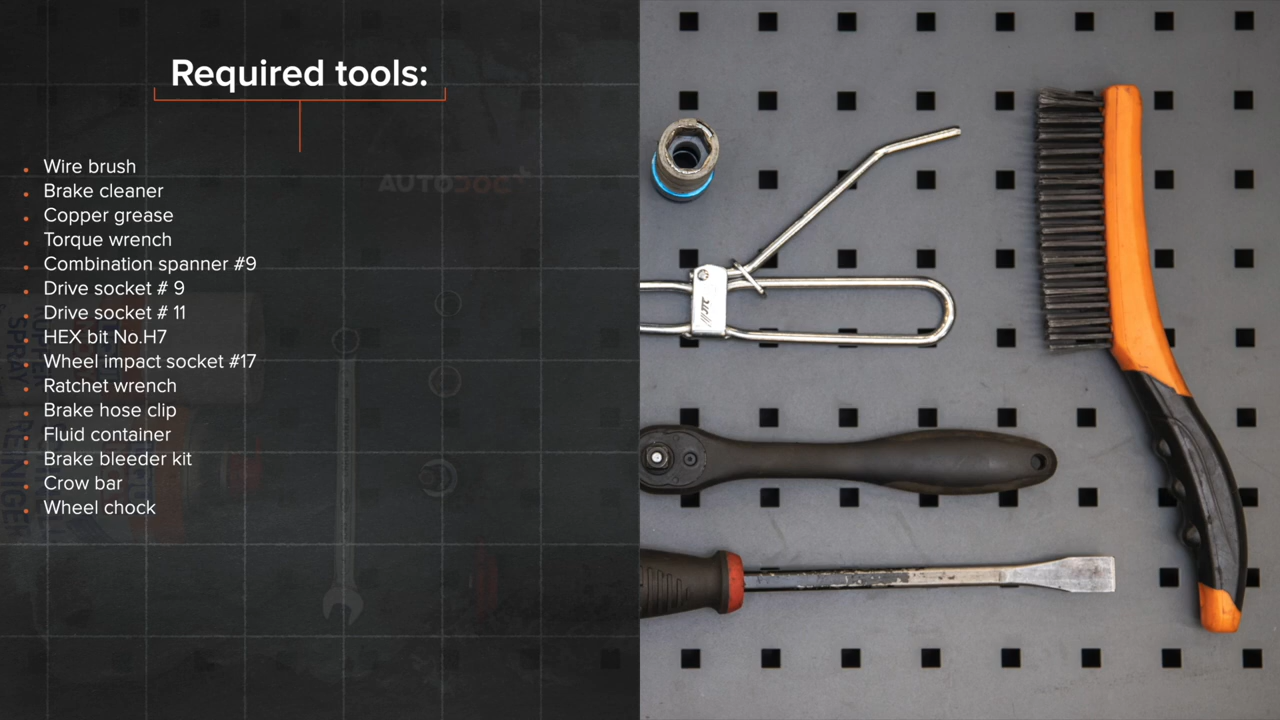 Required tools:
AUTODOC
Wire brush
Brake cleaner
Copper grease
Torque wrench
Combination spanner #9
Drive socket # 9
Drive socket # 11
HEX bit No.H7
Wheel impact socket #17
Ratchet wrench
Brake hose clip
Fluid container
Brake bleeder kit
Crow bar
Wheel chock
JTC